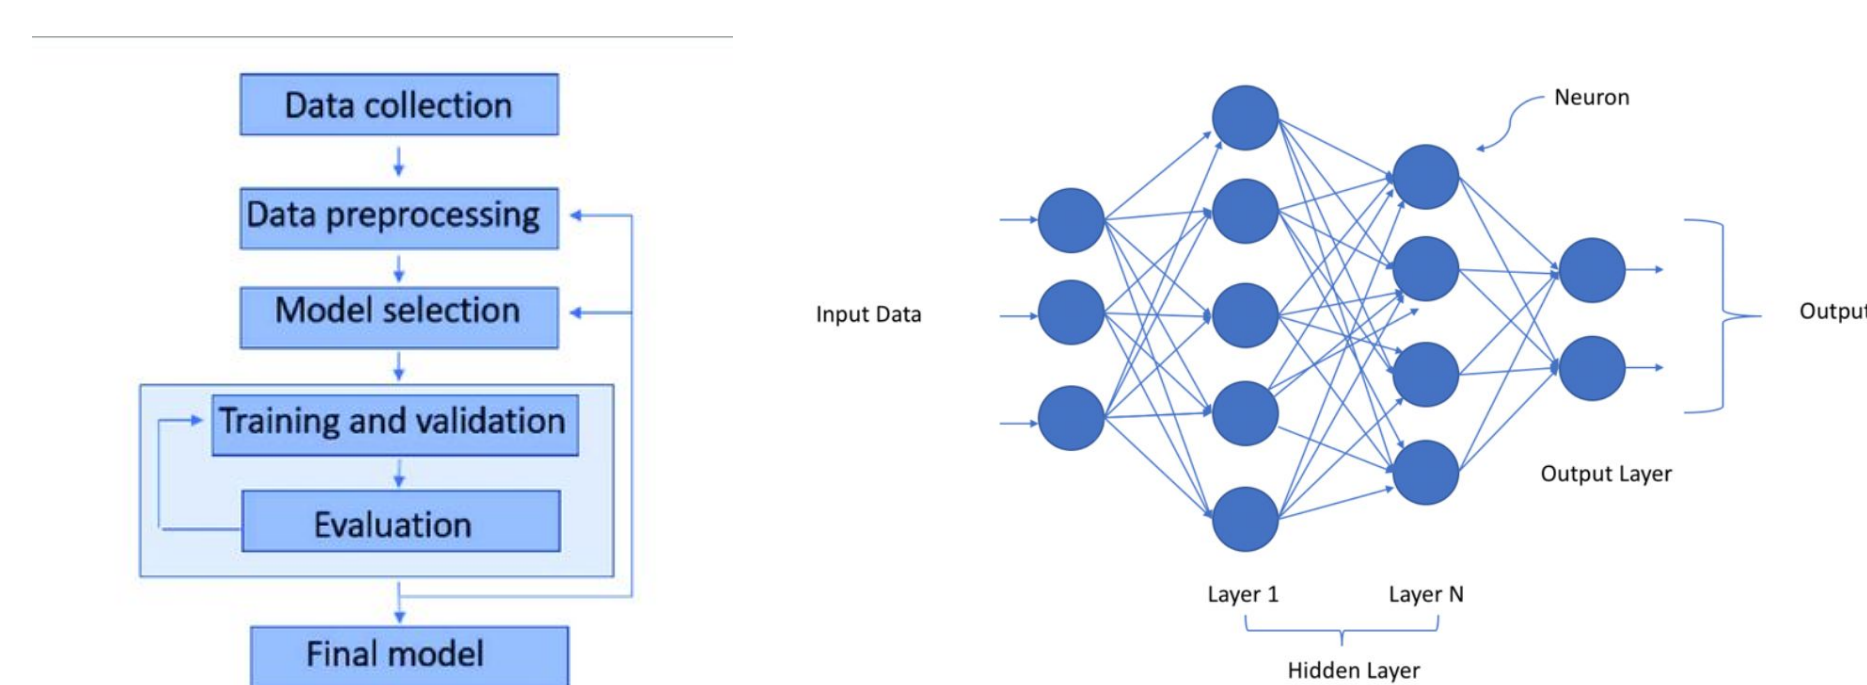 Data collection
Data preprocessing
Model selection
Training and validation
Evaluation
Final model
Neuron
Input Data
Output
Output Layer
Layer 1
Layer N
Hidden Layer